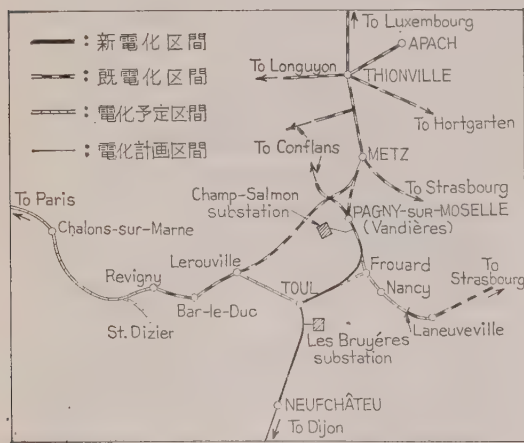 To Luxembourg
APACH
: 新電化区間
: 既電化区間
: 電化予定区間
: 電化計画区間
To Longuyon
THIONVILLE
To Hortgarten
To Conflans
METZ
To Strasbourg
Champ-Salmon
substation
PAGNY-SUR-MOSELLE
(Vandières)
To Paris
Chalons-sur-Marne
Revigny
Lerouville
TOUL
Frouard
Nancy
To
Strasbourg
St. Dizier
Bar-le-Duc
Laneuveville
Les Bruyéres
substation
NEUFCHÂTEU
To Dijon